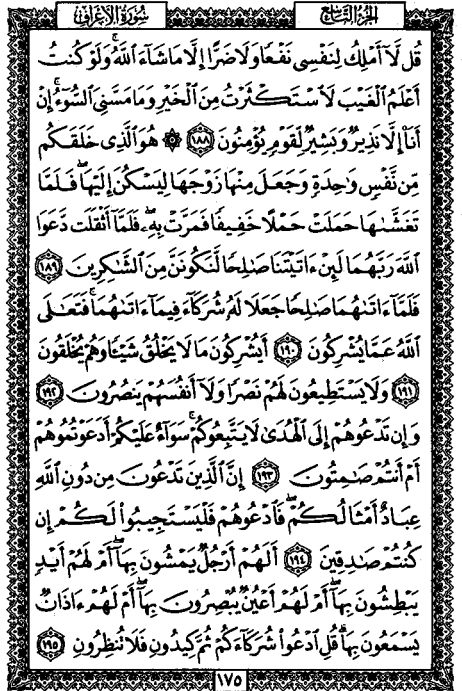 الجزء التاسع
سورة الأعراف
قُل لَّآ أَمْلِكُ لِنَفْسِى نَفْعًا وَلَا ضَرًّا إِلَّا مَا شَآءَ ٱللَّهُ ۚ وَلَوْ كُنتُ
أَعْلَمُ ٱلْغَيْبَ لَٱسْتَكْثَرْتُ مِنَ ٱلْخَيْرِ وَمَا مَسَّنِىَ ٱلسُّوٓءُ ۚ إِنْ
أَنَا۠ إِلَّا نَذِيرٌ وَبَشِيرٌ لِّقَوْمٍ يُؤْمِنُونَ ﴿١٨٨﴾ ۞ هُوَ ٱلَّذِى خَلَقَكُم
مِّن نَّفْسٍ وَٰحِدَةٍ وَجَعَلَ مِنْهَا زَوْجَهَا لِيَسْكُنَ إِلَيْهَا ۖ فَلَمَّا
تَغَشَّىٰهَا حَمَلَتْ حَمْلًا خَفِيفًا فَمَرَّتْ بِهِۦ ۖ فَلَمَّآ أَثْقَلَت دَّعَوَا
ٱللَّهَ رَبَّهُمَا لَئِنْ ءَاتَيْتَنَا صَٰلِحًا لَّنَكُونَنَّ مِنَ ٱلشَّٰكِرِينَ ﴿١٨٩﴾
فَلَمَّآ ءَاتَىٰهُمَا صَٰلِحًا جَعَلَا لَهُۥ شُرَكَآءَ فِيمَآ ءَاتَىٰهُمَا ۚ فَتَعَٰلَى
ٱللَّهُ عَمَّا يُشْرِكُونَ ﴿١٩٠﴾ أَيُشْرِكُونَ مَا لَا يَخْلُقُ شَيْـًٔا وَهُمْ يُخْلَقُونَ
﴿١٩١﴾ وَلَا يَسْتَطِيعُونَ لَهُمْ نَصْرًا وَلَآ أَنفُسَهُمْ يَنصُرُونَ ﴿١٩٢﴾
وَإِن تَدْعُوهُمْ إِلَى ٱلْهُدَىٰ لَا يَتَّبِعُوكُمْ ۚ سَوَآءٌ عَلَيْكُمْ أَدَعَوْتُمُوهُمْ
أَمْ أَنتُمْ صَٰمِتُونَ ﴿١٩٣﴾ إِنَّ ٱلَّذِينَ تَدْعُونَ مِن دُونِ ٱللَّهِ
عِبَادٌ أَمْثَالُكُمْ ۖ فَٱدْعُوهُمْ فَلْيَسْتَجِيبُوا۟ لَكُمْ إِن
كُنتُمْ صَٰدِقِينَ ﴿١٩٤﴾ أَلَهُمْ أَرْجُلٌ يَمْشُونَ بِهَآ ۖ أَمْ لَهُمْ أَيْدٍ
يَبْطِشُونَ بِهَآ ۖ أَمْ لَهُمْ أَعْيُنٌ يُبْصِرُونَ بِهَآ ۖ أَمْ لَهُمْ ءَاذَانٌ
يَسْمَعُونَ بِهَا ۗ قُلِ ٱدْعُوا۟ شُرَكَآءَكُمْ ثُمَّ كِيدُونِ فَلَا تُنظِرُونِ ﴿١٩٥﴾
١٧٥